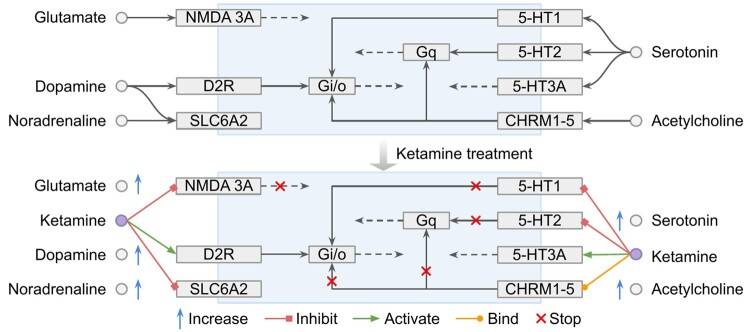 Glutamate NMDA 3A 5-HT1
Gq 5-HT2 Serotonin
Dopamine D2R Gi/o 5-HT3A
Noradrenaline SLC6A2 CHRM1-5 Acetylcholine
Ketamine treatment
Glutamate NMDA 3A 5-HT1
Ketamine Gq 5-HT2 Serotonin
Dopamine D2R Gi/o 5-HT3A Ketamine
Noradrenaline SLC6A2 CHRM1-5 Acetylcholine
Increase Inhibit Activate Bind Stop